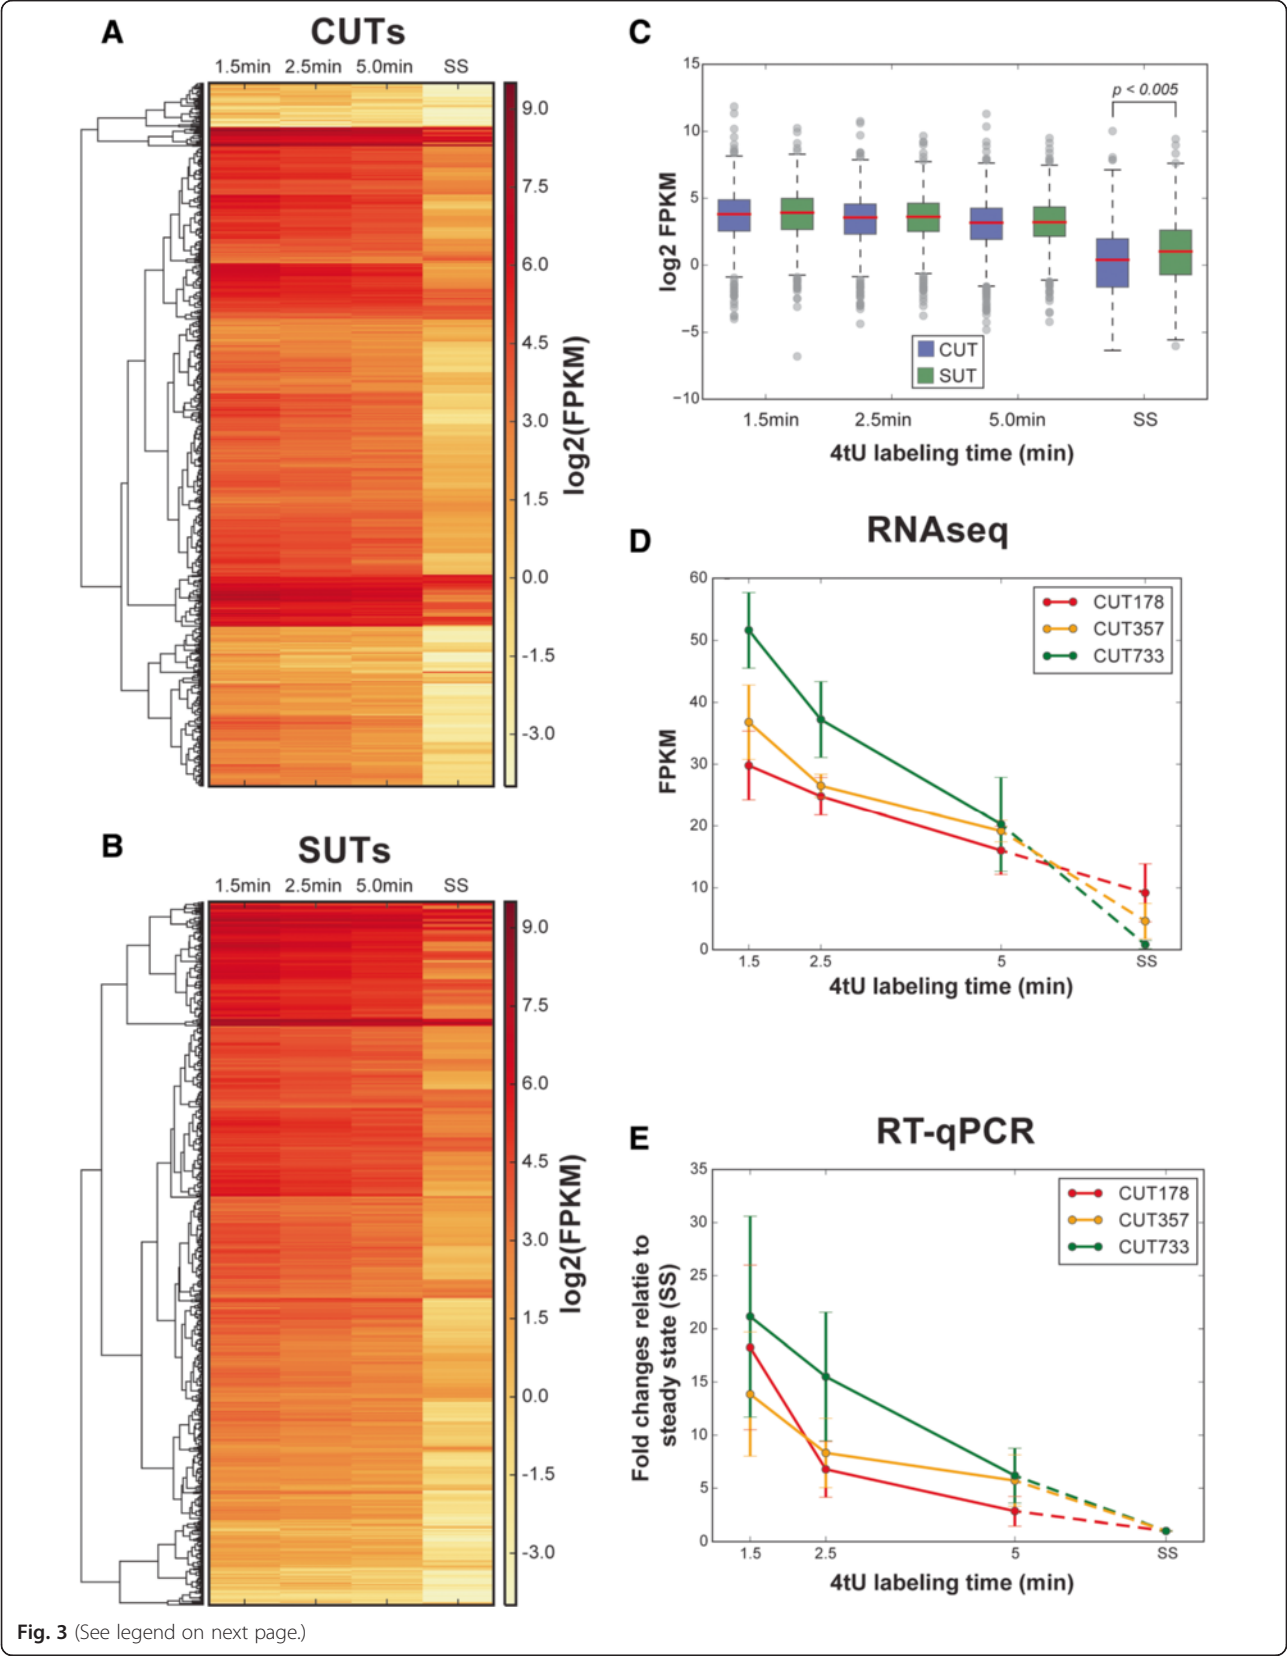 A
CUTs
1.5min 2.5min 5.0min SS
9.0
7.5
6.0
4.5
3.0
1.5
0.0
-1.5
-3.0
log2(FPKM)
B
SUTs
1.5min 2.5min 5.0min SS
9.0
7.5
6.0
4.5
3.0
1.5
0.0
-1.5
-3.0
log2(FPKM)
C
15
10
5
0
−5
−10
log2 FPKM
p < 0.005
CUT
SUT
1.5min 2.5min 5.0min SS
4tU labeling time (min)
D
RNAseq
60
50
40
30
20
10
0
FPKM
CUT178
CUT357
CUT733
1.5 2.5 5 SS
4tU labeling time (min)
E
RT-qPCR
35
30
25
20
15
10
5
0
Fold changes relatie to
steady state (SS)
CUT178
CUT357
CUT733
1.5 2.5 5 SS
4tU labeling time (min)
Fig. 3 (See legend on next page.)